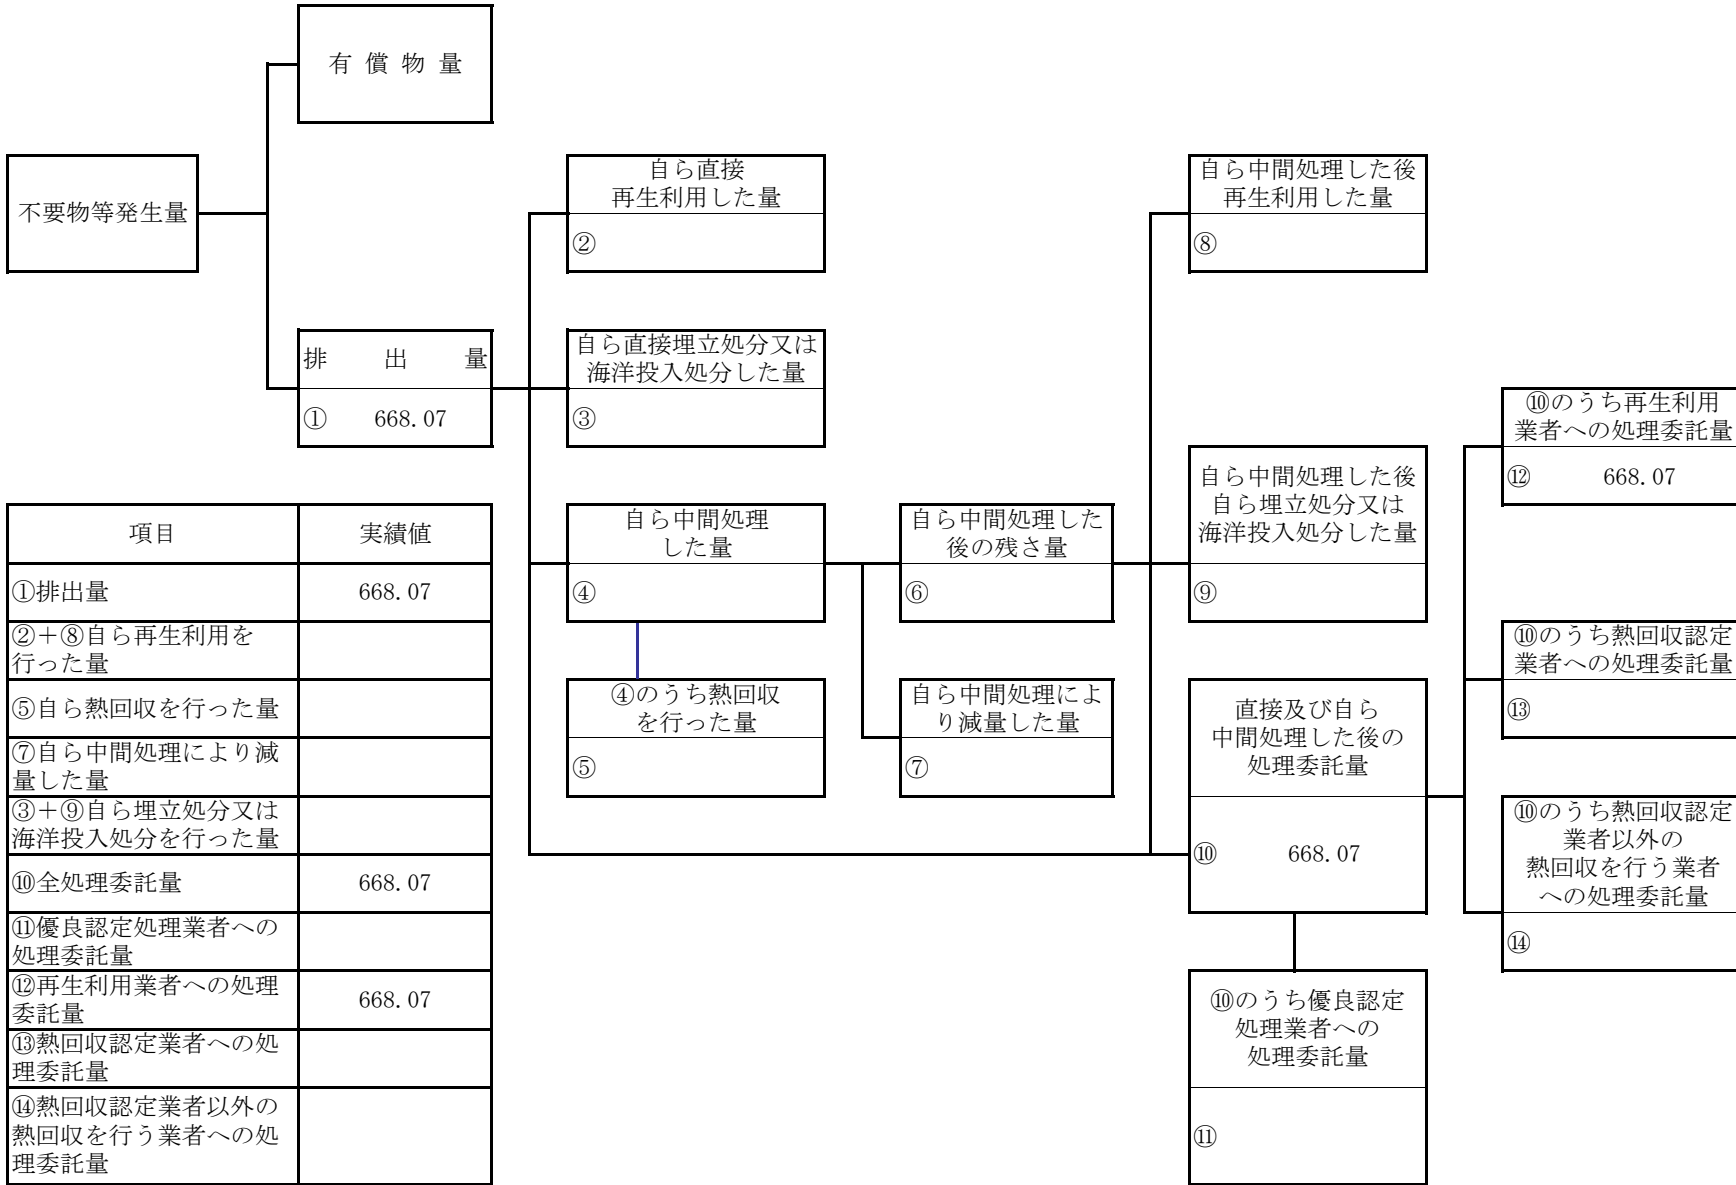 有償物量
不要物等発生量
自ら直接
再生利用した量
②
自ら中間処理した後
再生利用した量
⑧
排出量
① 668.07
自ら直接埋立処分又は
海洋投入処分した量
③
⑩のうち再生利用
業者への処理委託量
⑫ 668.07
自ら中間処理した後
自ら埋立処分又は
海洋投入処分した量
⑨
自ら中間処理
した量
④
自ら中間処理した
後の残さ量
⑥
④のうち熱回収
を行った量
⑤
自ら中間処理によ
り減量した量
⑦
直接及び自ら
中間処理した後の
処理委託量
⑩ 668.07
⑩のうち熱回収認定
業者への処理委託量
⑬
⑩のうち熱回収認定
業者以外の
熱回収を行う業者
への処理委託量
⑭
⑩のうち優良認定
処理業者への
処理委託量
⑪
項目 実績値
①排出量 668.07
②+⑧自ら再生利用を
行った量
⑤自ら熱回収を行った量
⑦自ら中間処理により減
量した量
③+⑨自ら埋立処分又は
海洋投入処分を行った量
⑩全処理委託量 668.07
⑪優良認定処理業者への
処理委託量
⑫再生利用業者への処理
委託量 668.07
⑬熱回収認定業者への処
理委託量
⑭熱回収認定業者以外の
熱回収を行う業者への処
理委託量